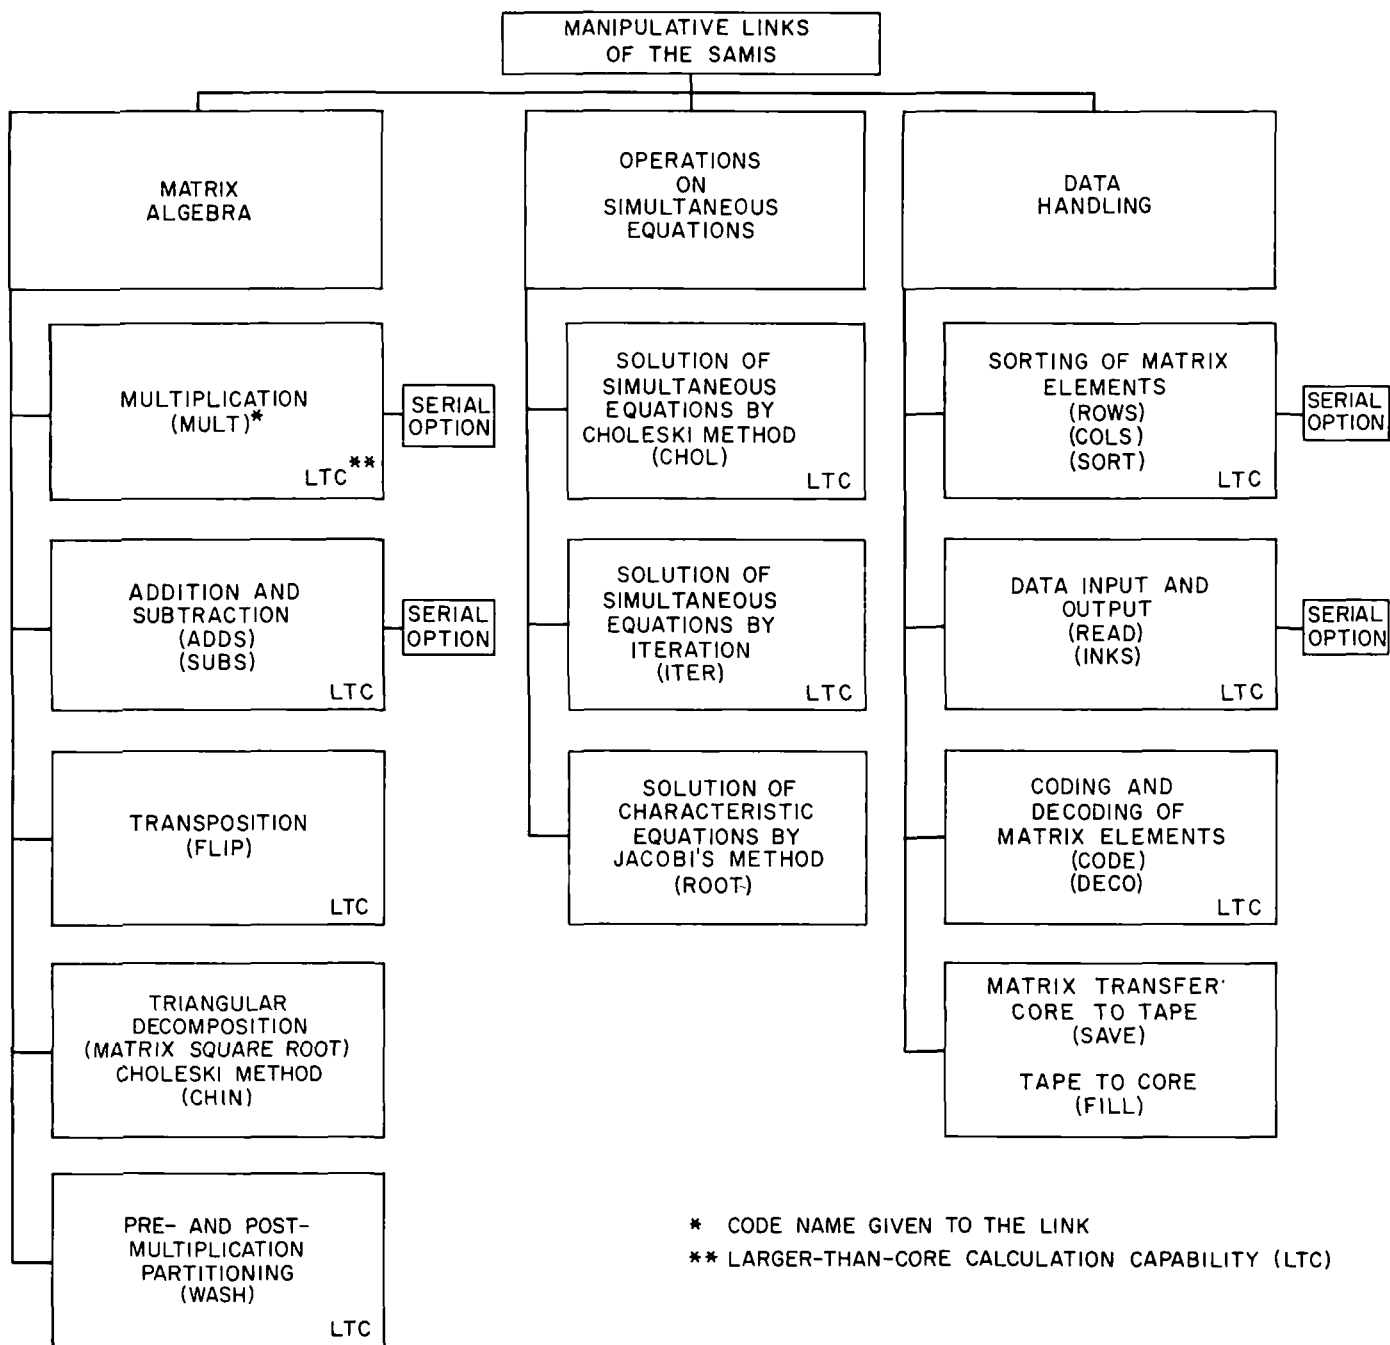 MANIPULATIVE LINKS
OF THE SAMIS
MATRIX
ALGEBRA
MULTIPLICATION
(MULT)*
LTC**
SERIAL
OPTION
ADDITION AND
SUBTRACTION
(ADDS)
(SUBS)
LTC
SERIAL
OPTION
TRANSPOSITION
(FLIP)
LTC
TRIANGULAR
DECOMPOSITION
(MATRIX SQUARE ROOT)
CHOLESKI METHOD
(CHIN)
PRE- AND POST-
MULTIPLICATION
PARTITIONING
(WASH)
LTC
OPERATIONS
ON
SIMULTANEOUS
EQUATIONS
SOLUTION OF
SIMULTANEOUS
EQUATIONS BY
CHOLESKI METHOD
(CHOL)
LTC
SOLUTION OF
SIMULTANEOUS
EQUATIONS BY
ITERATION
(ITER)
LTC
SOLUTION OF
CHARACTERISTIC
EQUATIONS BY
JACOBI'S METHOD
(ROOT)
DATA
HANDLING
SORTING OF MATRIX
ELEMENTS
(ROWS)
(COLS)
(SORT)
LTC
SERIAL
OPTION
DATA INPUT AND
OUTPUT
(READ)
(INKS)
LTC
SERIAL
OPTION
CODING AND
DECODING OF
MATRIX ELEMENTS
(CODE)
(DECO)
LTC
MATRIX TRANSFER
CORE TO TAPE
(SAVE)
TAPE TO CORE
(FILL)
* CODE NAME GIVEN TO THE LINK
** LARGER-THAN-CORE CALCULATION CAPABILITY (LTC)